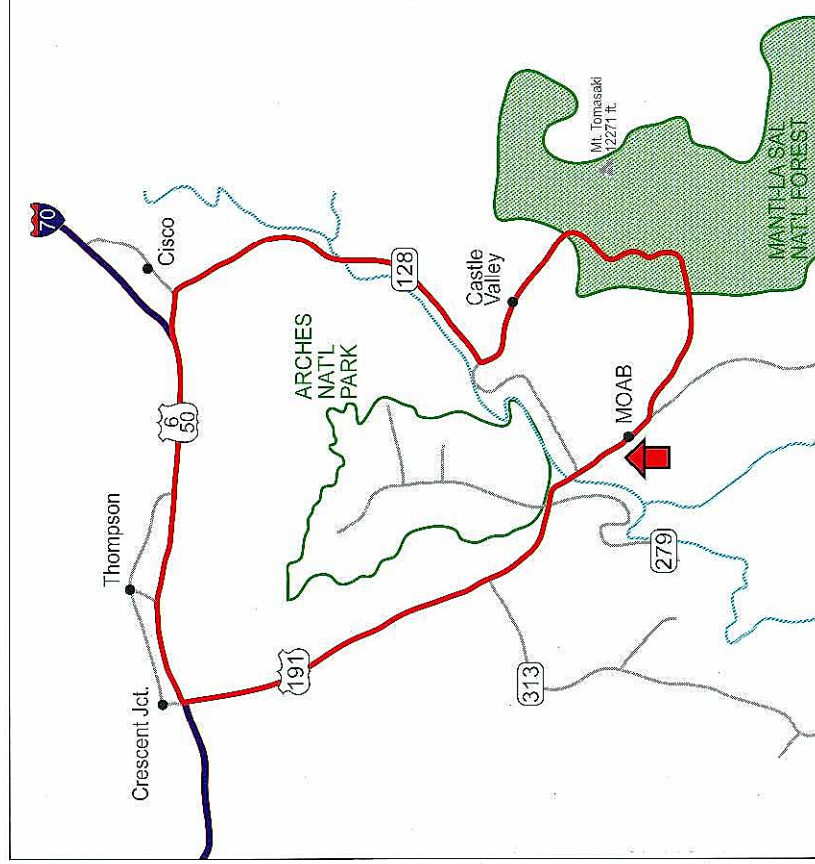 70
Cisco
6
50
Thompson
Crescent Jct.
191
128
ARCHES
NAT'L
PARK
Castle
Valley
Mt. Tomasaki
12271 ft.
MANTI-LA SAL
NAT'L FOREST
MOAB
279
313